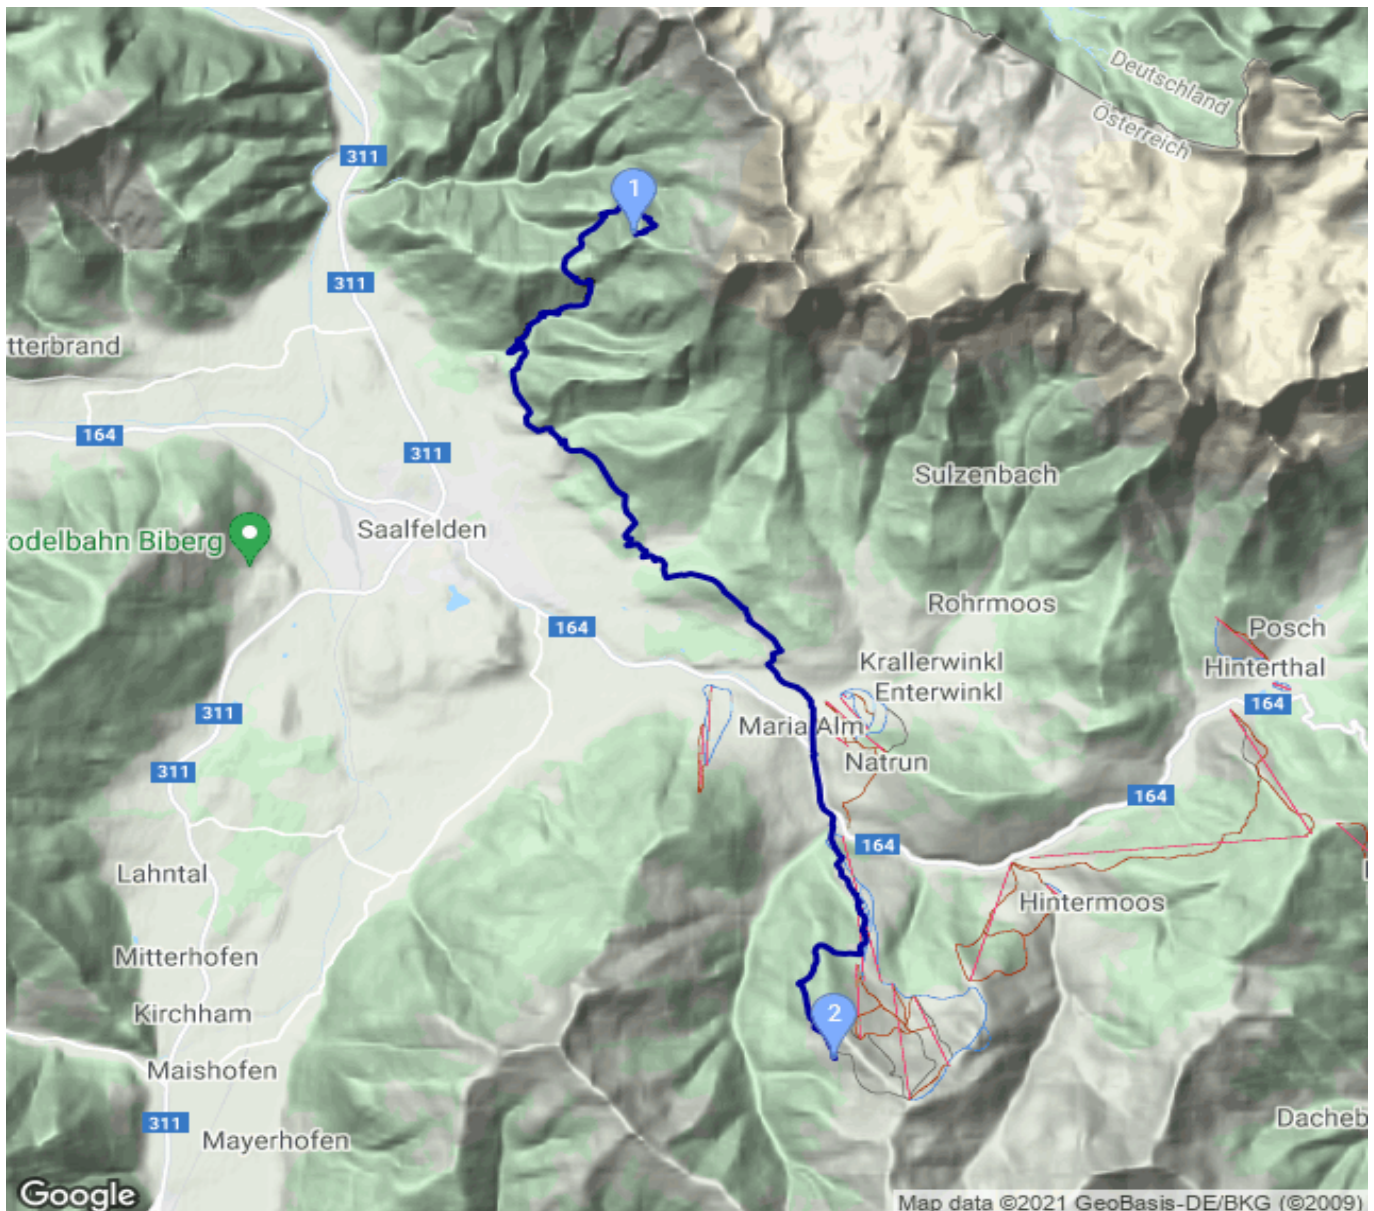 Deutschland
Österreich
311
1
311
tterbrand
164
311
Sulzenbach
Saalfelden
odelbahn Biberg
Rohrmoos
164
Posch
Krallerwinkl
Hinterthal
Enterwinkl
164
311
Maria Alm
Natrun
311
164
164
Lahntal
Hintermoos
Mitterhofen
Kirchham
2
Maishofen
311
Dacheb
Mayerhofen
Google
Map data ©2021 GeoBasis-DE/BKG (©2009)